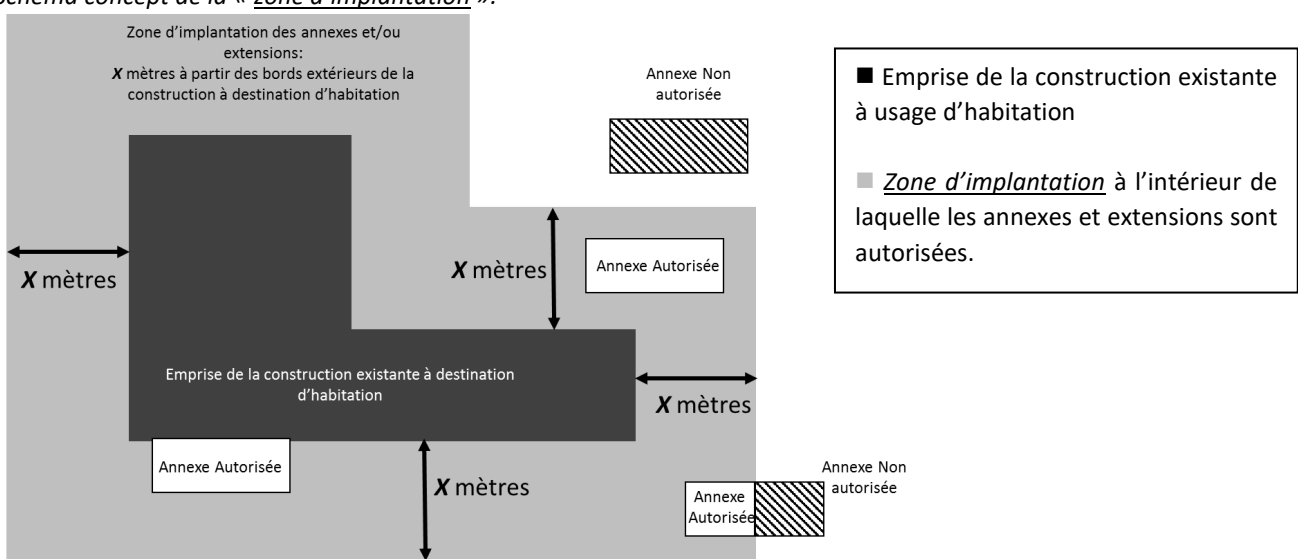 Schéma concept de la « zone d'implantation ».
Zone d'implantation des annexes et/ou
extensions:
X mètres à partir des bords extérieurs de la
construction à destination d'habitation
Annexe Non
autorisée
■ Emprise de la construction existante
à usage d'habitation
■ Zone d'implantation à l'intérieur de
laquelle les annexes et extensions sont
autorisées.
X mètres
X mètres
Annexe Autorisée
Emprise de la construction existante à destination
d'habitation
X mètres
Annexe Autorisée
X mètres
Annexe
Autorisée
Annexe Non
autorisée